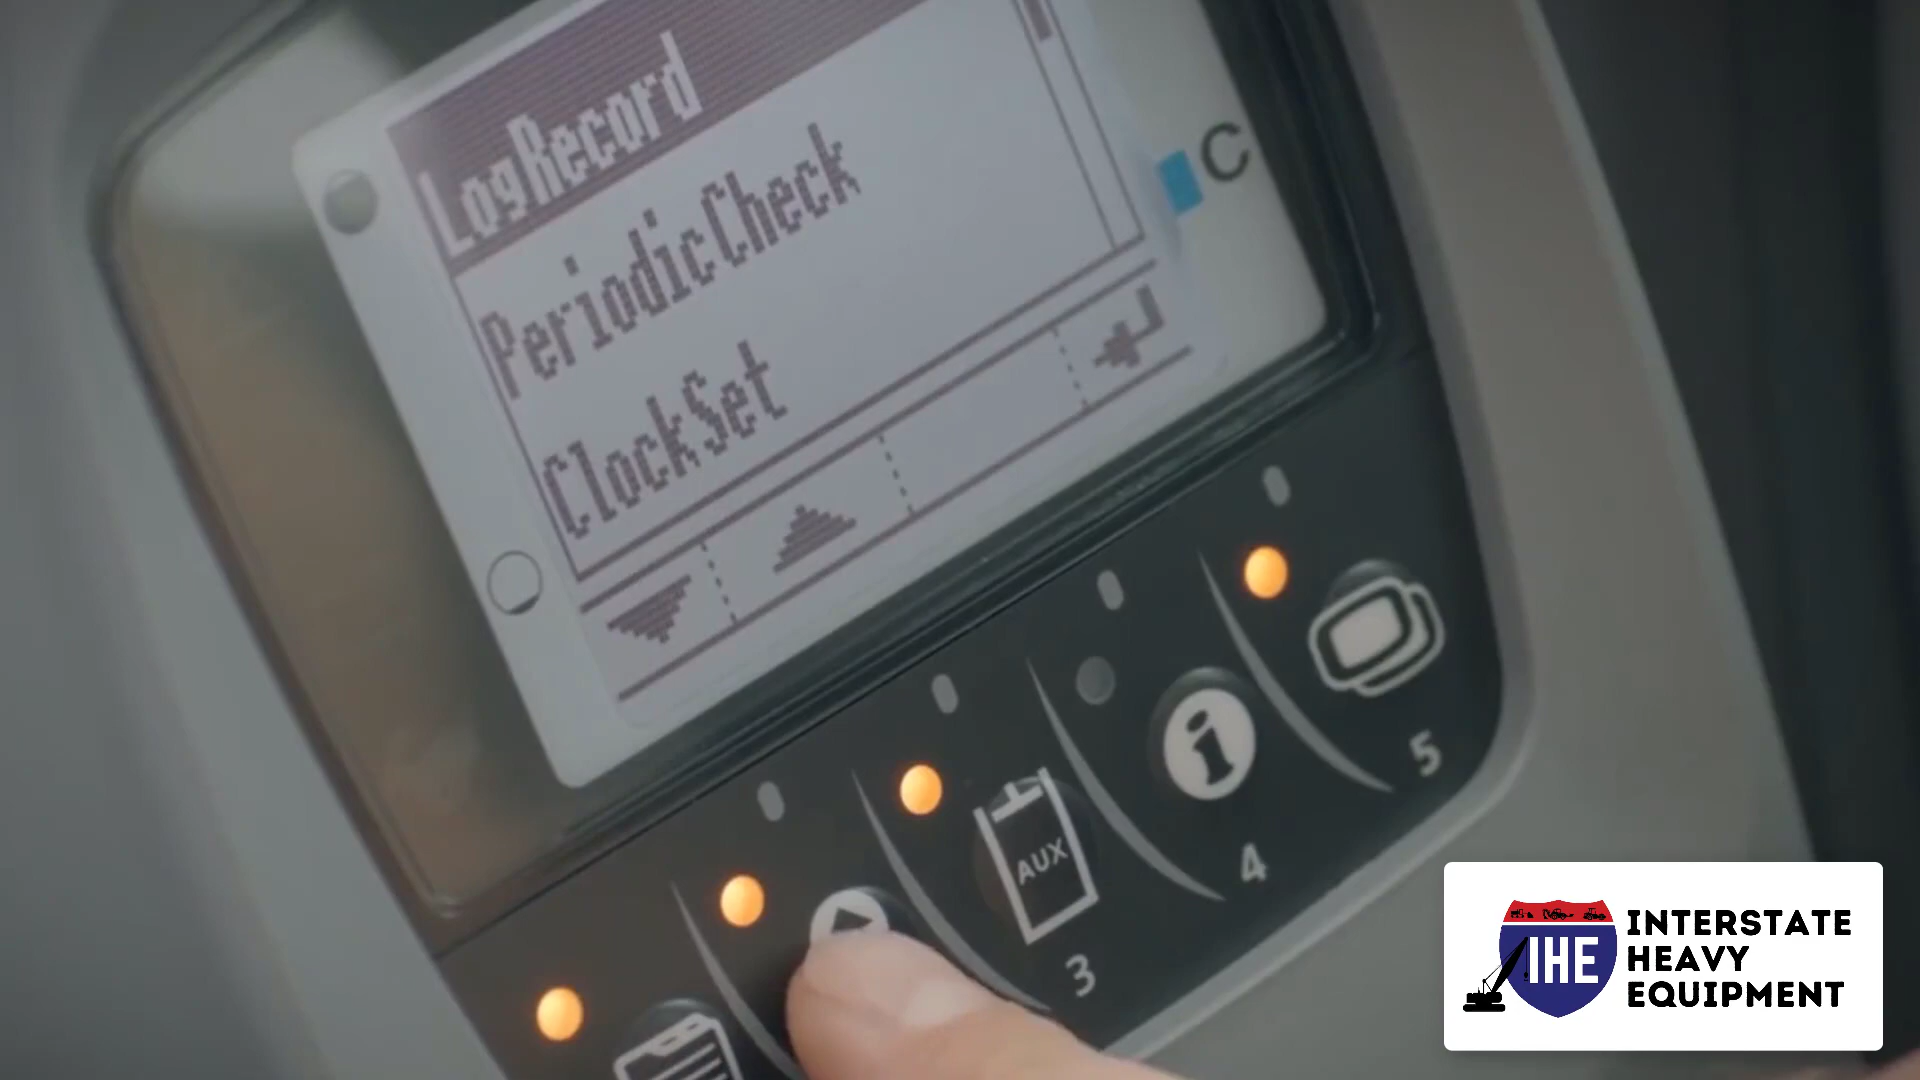 LogRecord
PeriodicCheck
ClockSet
C
AUX
3
4
5
IHE
INTERSTATE
HEAVY
EQUIPMENT